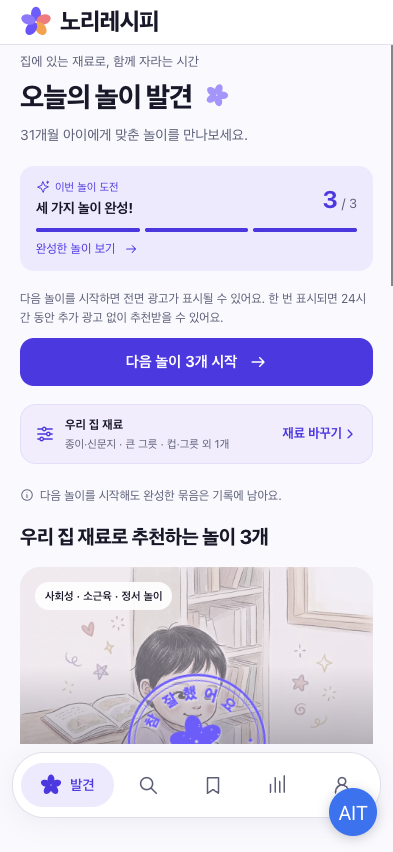 노리레시피
집에 있는 재료로, 함께 자라는 시간
오늘의 놀이 발견
31개월 아이에게 맞춘 놀이를 만나보세요.
이번 놀이 도전
세 가지 놀이 완성!
3 / 3
완성한 놀이 보기 →
다음 놀이를 시작하면 전면 광고가 표시될 수 있어요. 한 번 표시되면 24시
간 동안 추가 광고 없이 추천받을 수 있어요.
다음 놀이 3개 시작 →
우리 집 재료
종이·신문지 · 큰 그릇 · 컵·그릇 외 1개
재료 바꾸기 >
다음 놀이를 시작해도 완성한 묶음은 기록에 남아요.
우리 집 재료로 추천하는 놀이 3개
사회성 · 소근육 · 정서 놀이
참 잘했어요
발견
AIT